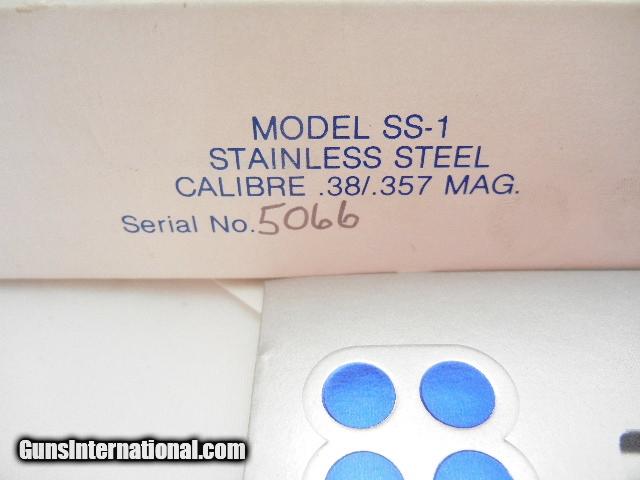 MODEL SS-1
STAINLESS STEEL
CALIBRE .38/.357 MAG.
Serial No. 5066
GunsInternational.com